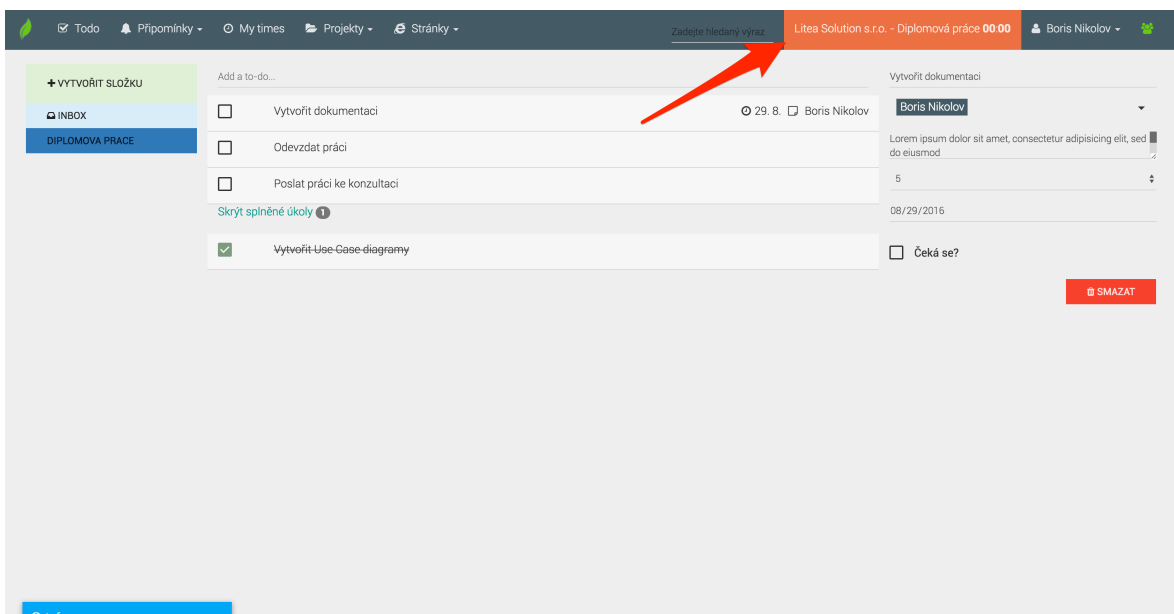 Todo Připomínky My times Projekty Stránky Zadejte hledaný výraz Litea Solution s.r.o. - Diplomová práce 00:00 Boris Nikolov
VYTVOŘIT SLOŽKU
INBOX
DIPLOMOVA PRACE
Add a to-do...
Vytvořit dokumentaci 29. 8. Boris Nikolov
Odevzdat práci
Poslat práci ke konzultaci
Skrýt splněné úkoly 1
Vytvořit Use Case diagramy
Vytvořit dokumentaci
Boris Nikolov
Lorem ipsum dolor sit amet, consectetur adipisicing elit, sed
do eiusmod
5
08/29/2016
Čeká se?
SMAZAT